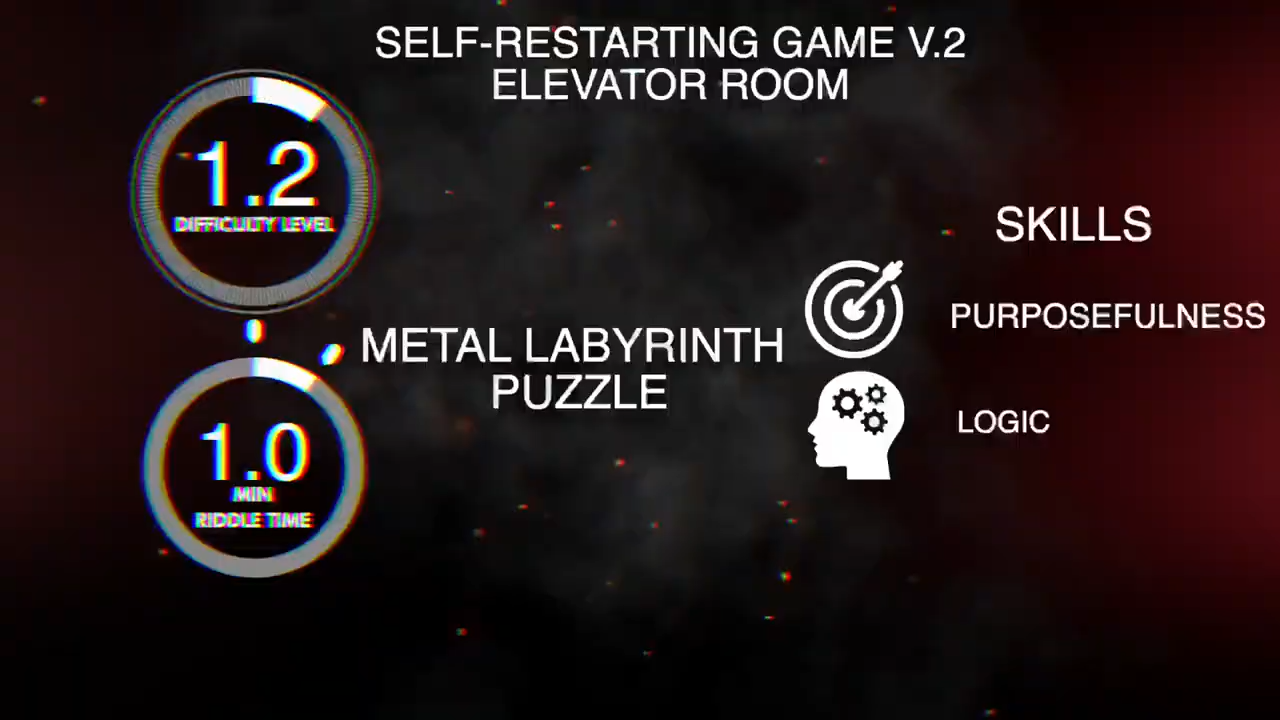 SELF-RESTARTING GAME V.2
ELEVATOR ROOM
1.2
DIFFICULTY LEVEL
SKILLS
PURPOSEFULNESS
METAL LABYRINTH
PUZZLE
LOGIC
1.0
MIN
RIDDLE TIME